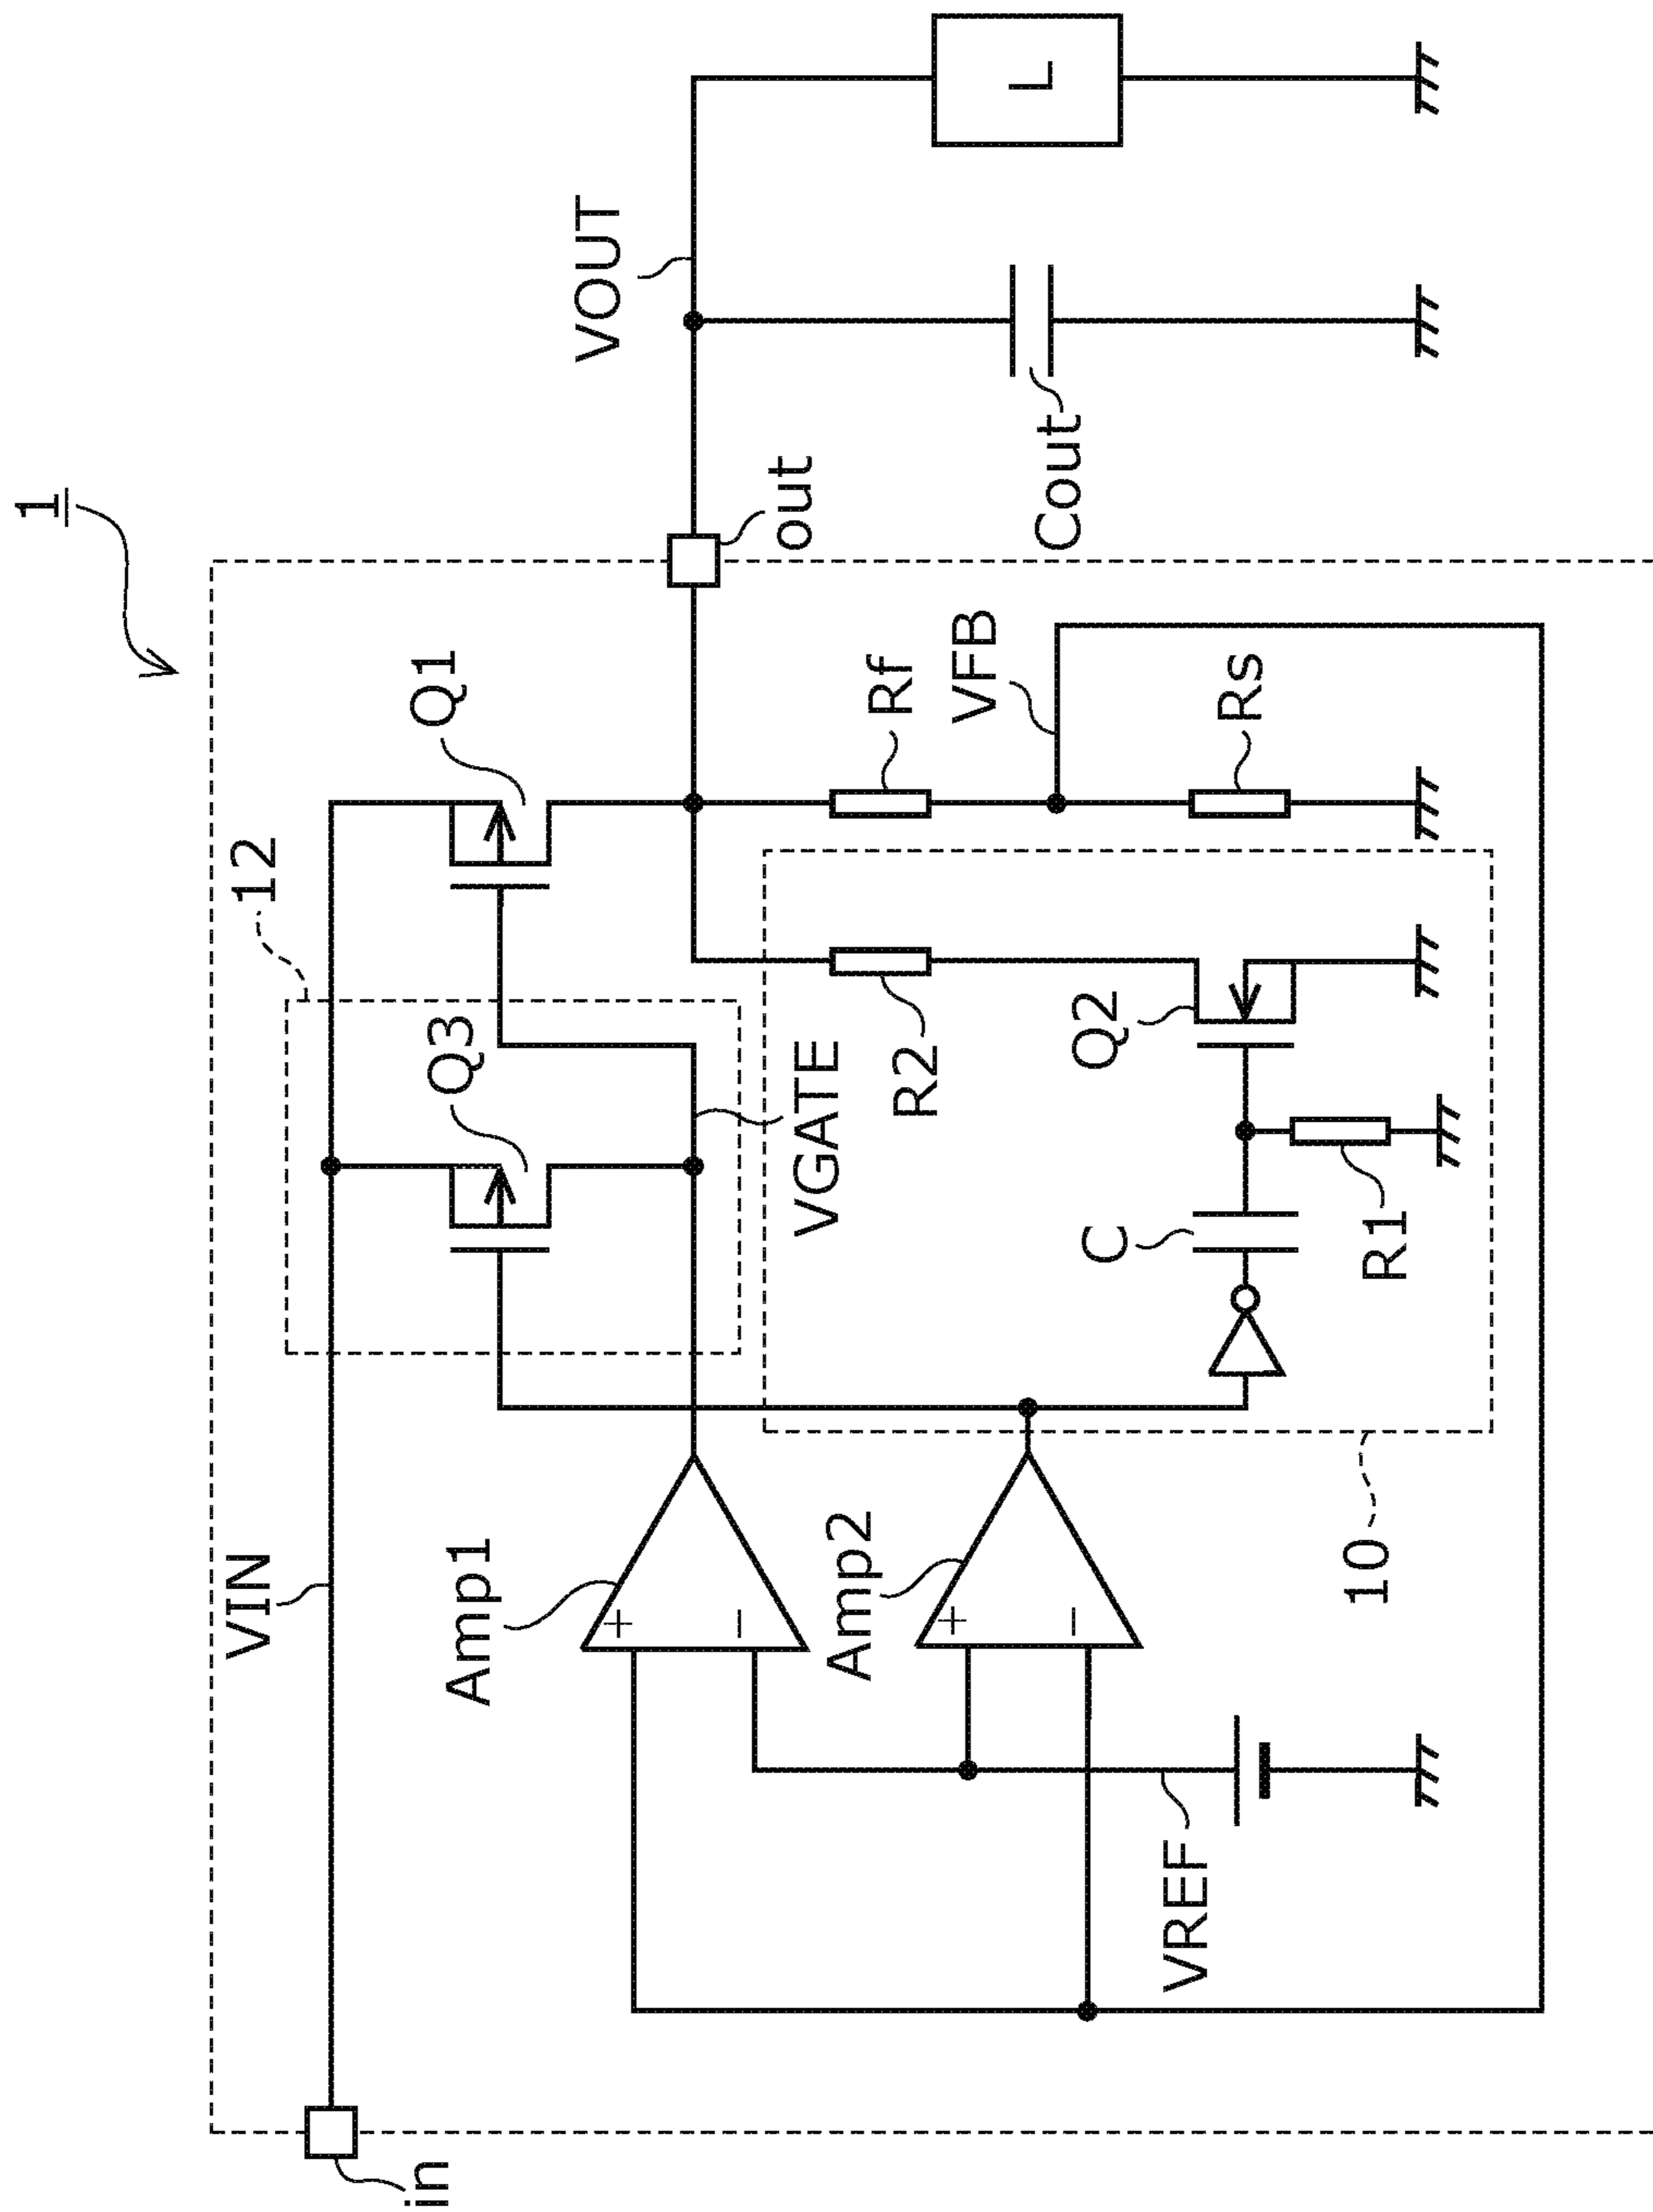 1
VIN
in
12
Q3
Q1
Amp1
+
−
VGATE
out
VOUT
Amp2
+
−
R2
Rf
VFB
C
Q2
Rs
Cout
L
VREF
R1
10